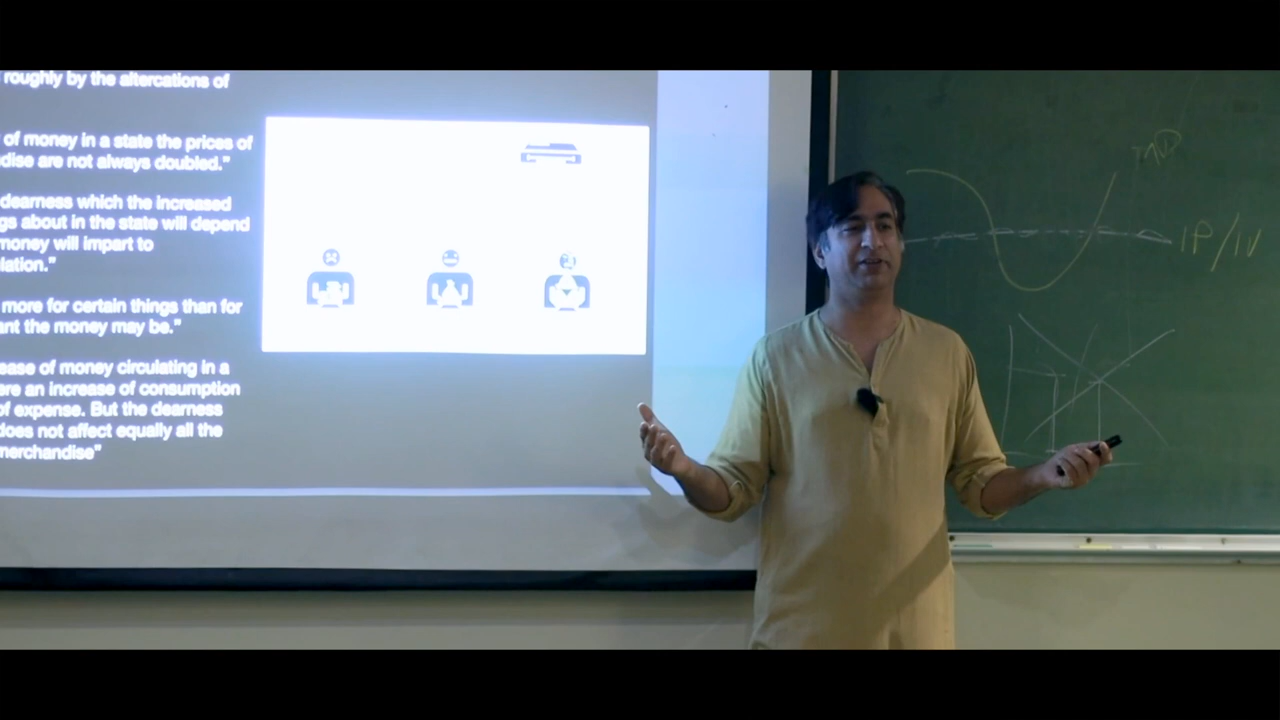 roughly by the altercations of
of money in a state the prices of
dise are not always doubled."
dearness which the increased
gs about in the state will depend
money will impart to
lation."
more for certain things than for
ant the money may be."
ease of money circulating in a
ere an increase of consumption
of expense. But the dearness
does not affect equally all the
merchandise"